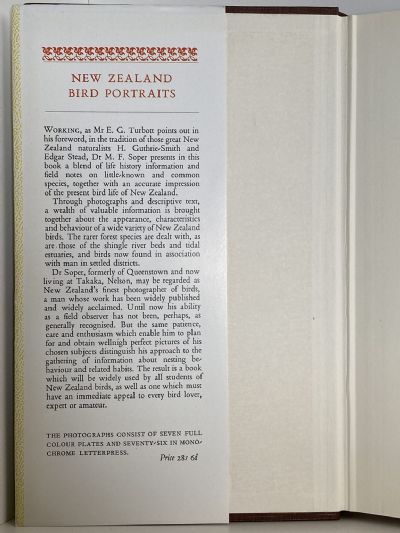 NEW ZEALAND
BIRD PORTRAITS
WORKING, as Mr E. G. Turbott points out in
his foreword, in the tradition of those great New
Zealand naturalists H. Guthrie-Smith and
Edgar Stead, Dr M. F. Soper presents in this
book a blend of life history information and
field notes on little-known and common
species, together with an accurate impression
of the present bird life of New Zealand.
Through photographs and descriptive text,
a wealth of valuable information is brought
together about the appearance, characteristics
and behaviour of a wide variety of New Zealand
birds. The rarer forest species are dealt with, as
are those of the shingle river beds and tidal
estuaries, and birds now found in association
with man in settled districts.
Dr Soper, formerly of Queenstown and now
living at Takaka, Nelson, may be regarded as
New Zealand's finest photographer of birds,
a man whose work has been widely published
and widely acclaimed. Until now his ability
as a field observer has not been, perhaps, as
generally recognised. But the same patience,
care and enthusiasm which enable him to plan
for and obtain wellnigh perfect pictures of his
chosen subjects distinguish his approach to the
gathering of information about nesting be-
haviour and related habits. The result is a book
which will be widely used by all students of
New Zealand birds, as well as one which must
have an immediate appeal to every bird lover,
expert or amateur.
THE PHOTOGRAPHS CONSIST OF SEVEN FULL
COLOUR PLATES AND SEVENTY-SIX IN MONO-
CHROME LETTERPRESS.
Price 28s 6d